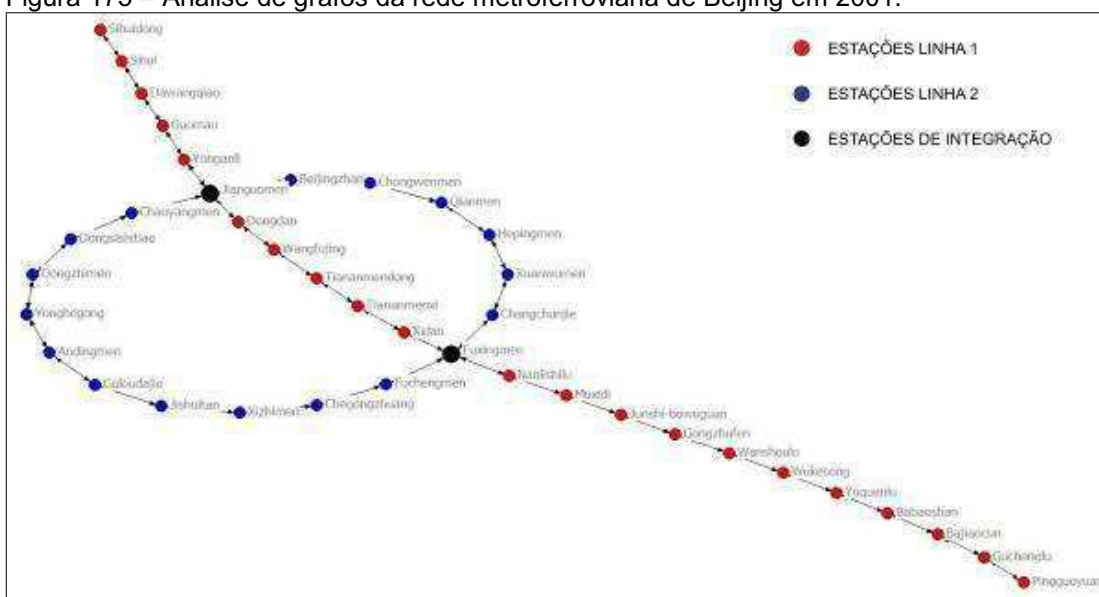 Figura 175 – Análise de grafos da rede metroferroviária de Beijing em 2001.
Sihuidong
ESTAÇÕES LINHA 1
Sihui
Dawangqiao
ESTAÇÕES LINHA 2
Guomao
ESTAÇÕES DE INTEGRAÇÃO
Yonganli
Beijingzhan
Chongwenmen
Jianguomen
Qianmen
Chaoyangmen
Dongdan
Hepingmen
Dongsishitiao
Wangfujing
Dongzhimen
Tiananmendong
Xuanwumen
Yonghegong
Tiananmenxi
Changchunjie
Xidan
Andingmen
Fuxingmen
Nanlishilu
Guloudajie
Fuchengmen
Muxidi
Jishuitan
Xizhimen
Chegongzhuang
Junshi-bowuguan
Gongzhufen
Wanshoulu
Wukesong
Yuquanlu
Babaoshan
Bajiaocun
Guchenglu
Pingguoyuan